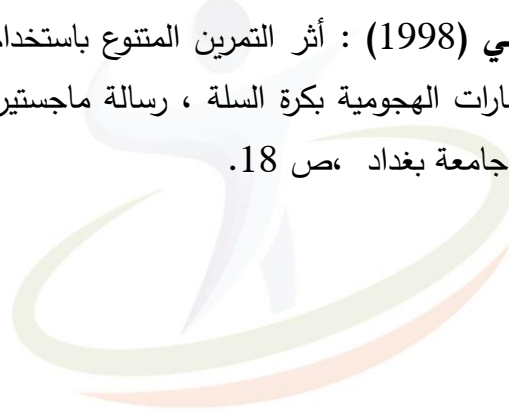 ي (1998) : أثر التمرين المتنوع باستخدا
ارات الهجومية بكرة السلة ، رسالة ماجستير
جامعة بغداد ،ص 18.